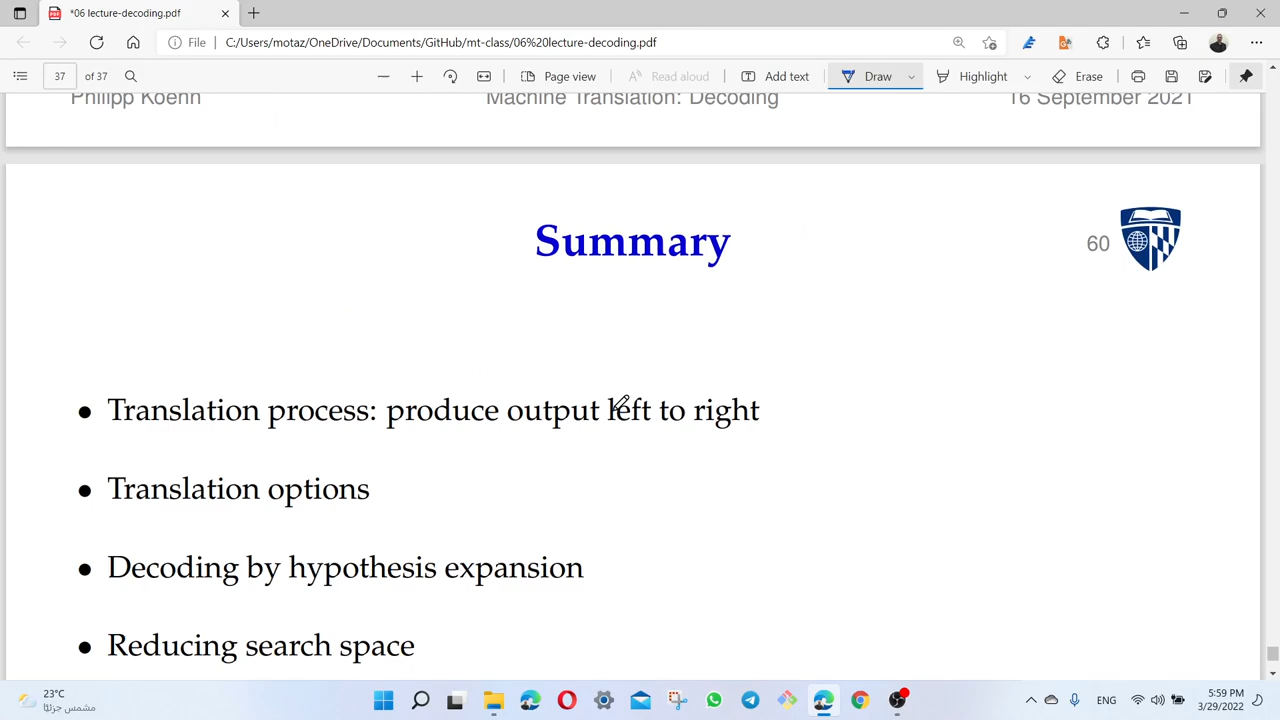 *06 lecture-decoding.pdf
File C:/Users/motaz/OneDrive/Documents/GitHub/mt-class/06%20lecture-decoding.pdf
37 of 37 Page view Read aloud Add text Draw Highlight Erase
Philipp Koehn Machine Translation: Decoding 16 September 2021
Summary
60
● Translation process: produce output left to right
● Translation options
● Decoding by hypothesis expansion
● Reducing search space
23°C
مشمس جزئيًا
ENG
5:59 PM
3/29/2022